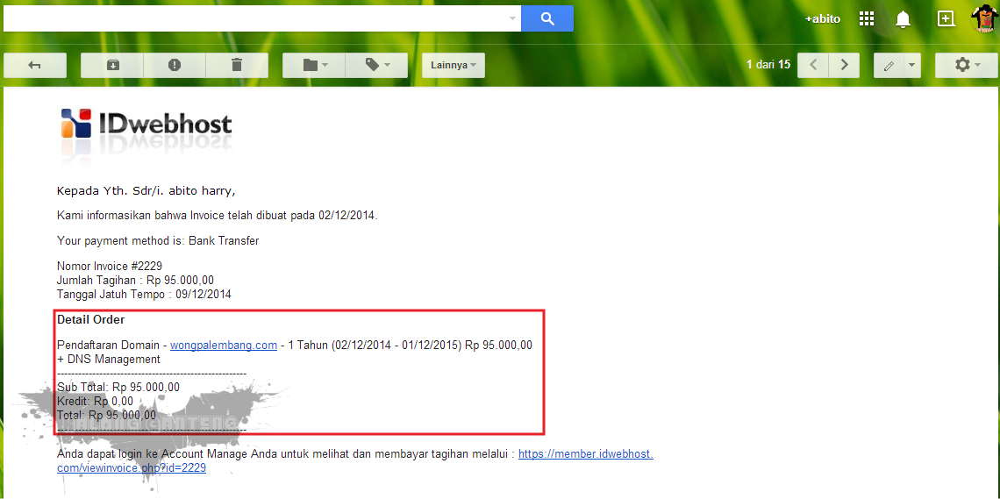 +abito
Lainnya
1 dari 15
IDwebhost
Kepada Yth. Sdr/i. abito harry,
Kami informasikan bahwa Invoice telah dibuat pada 02/12/2014.
Your payment method is: Bank Transfer
Nomor Invoice #2229
Jumlah Tagihan : Rp 95.000,00
Tanggal Jatuh Tempo : 09/12/2014
Detail Order
Pendaftaran Domain - wongpalembang.com - 1 Tahun (02/12/2014 - 01/12/2015) Rp 95.000,00
+ DNS Management
------------------------------------------------------
Sub Total: Rp 95.000,00
Kredit: Rp 0,00
Total: Rp 95.000,00
------------------------------------------------------
Anda dapat login ke Account Manage Anda untuk melihat dan membayar tagihan melalui : https://member.idwebhost.
com/viewinvoice.php?id=2229